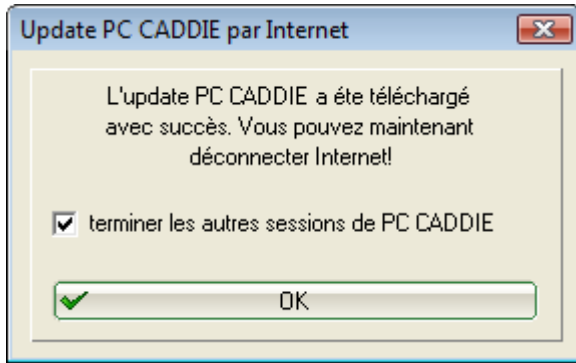 Update PC CADDIE par Internet
L'update PC CADDIE a éte téléchargé
avec succès. Vous pouvez maintenant
déconnecter Internet!
terminer les autres sessions de PC CADDIE
OK